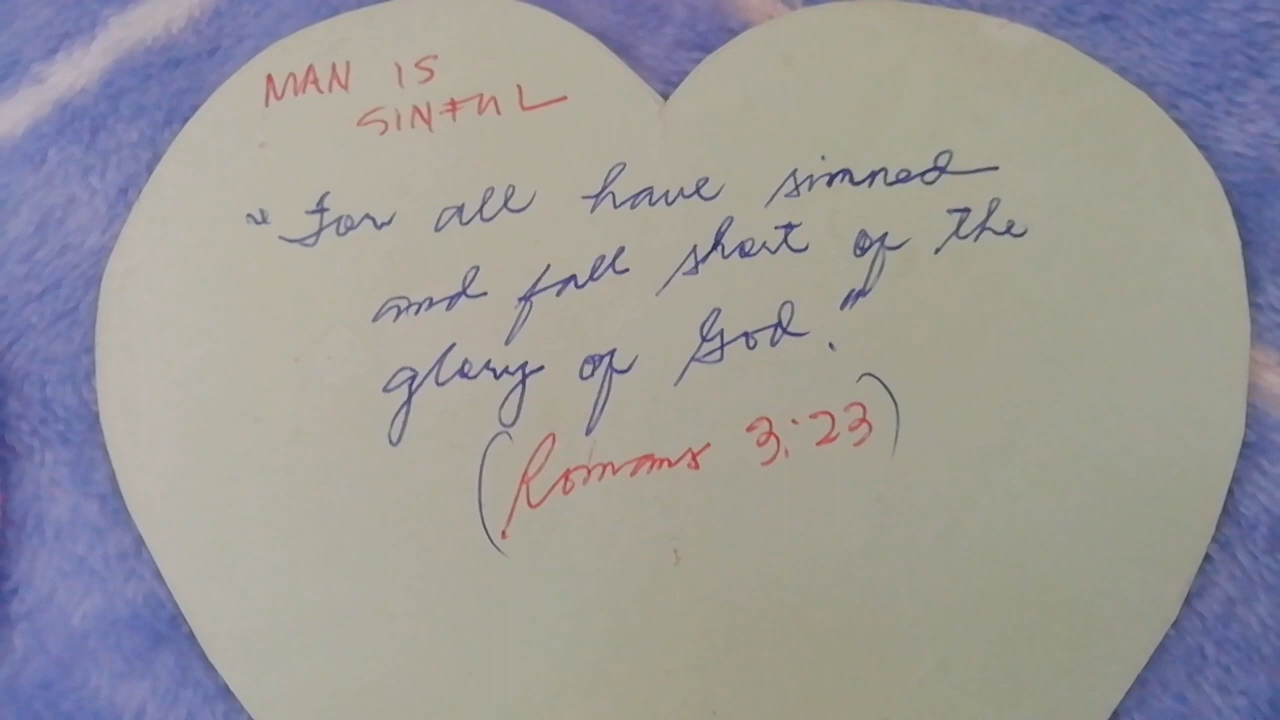 MAN IS
SINFUL
"For all have sinned
and fall short of the
glory of God."
(Romans 3:23)